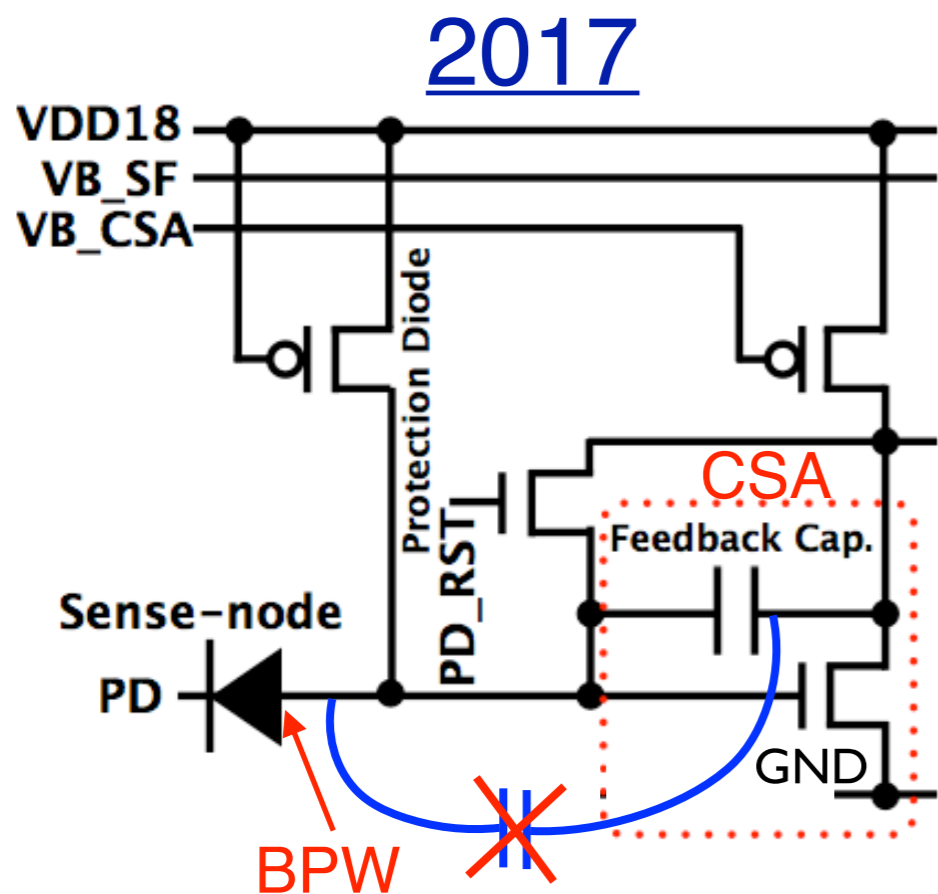 2017
VDD18
VB_SF
VB_CSA
Protection Diode
PD_RST
CSA
Feedback Cap.
Sense-node
PD
GND
BPW